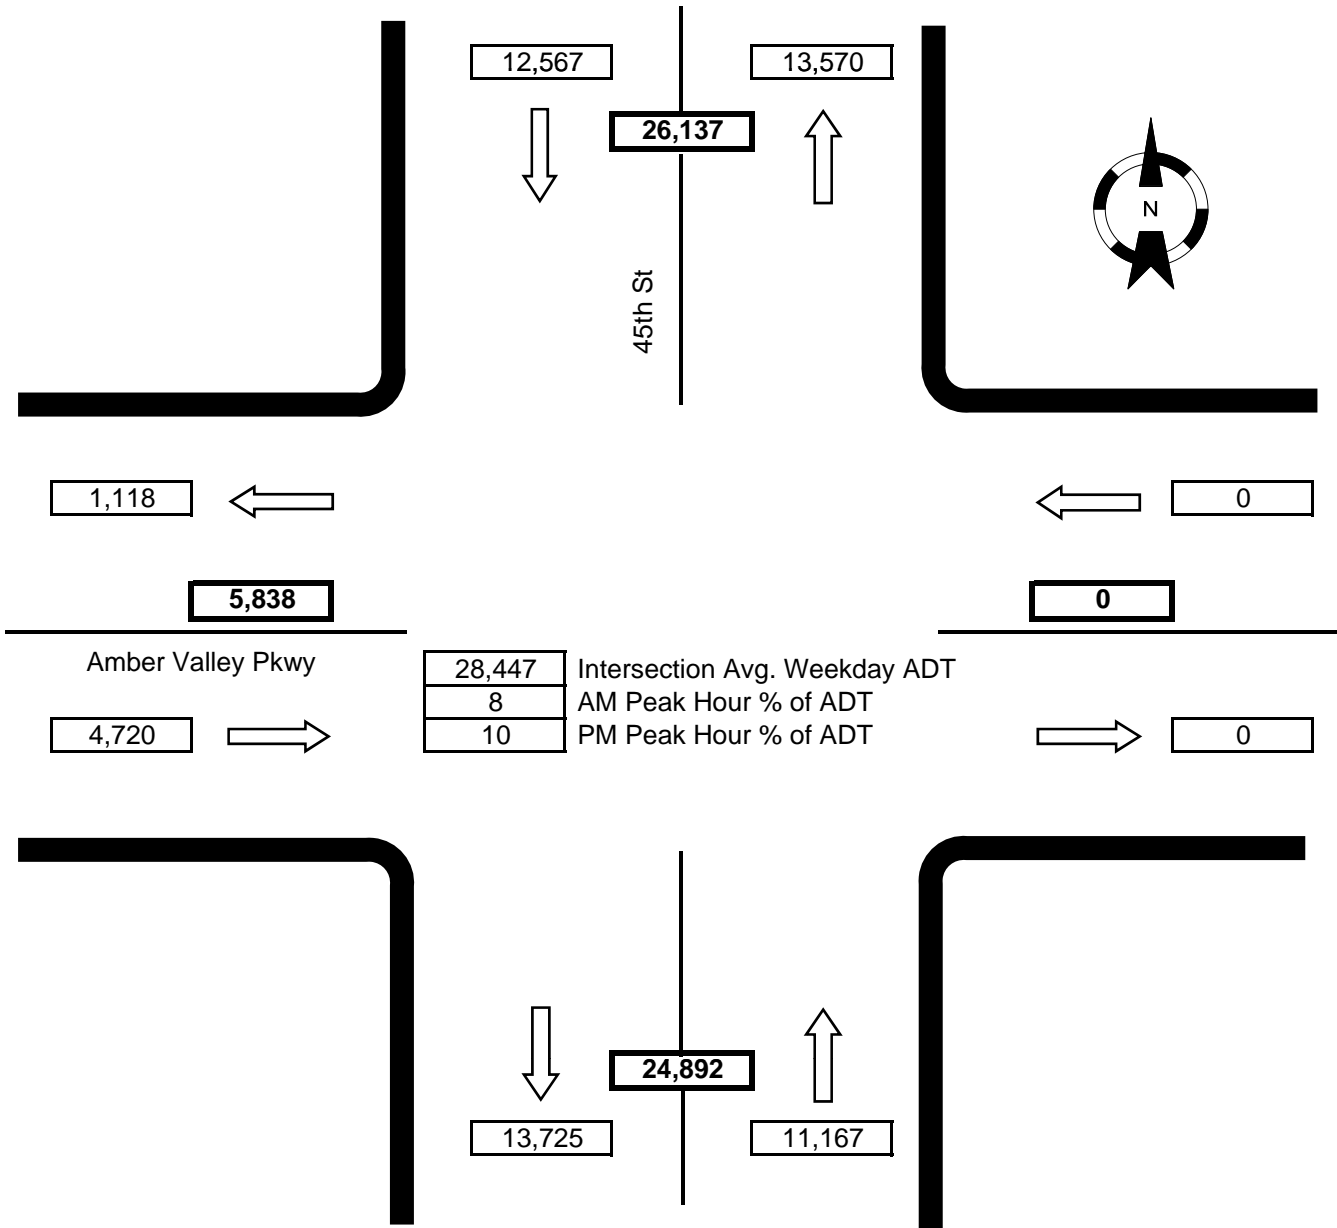 12,567
13,570
26,137
N
45th St
1,118
0
5,838
0
Amber Valley Pkwy
28,447 Intersection Avg. Weekday ADT
8 AM Peak Hour % of ADT
4,720
10 PM Peak Hour % of ADT
0
24,892
13,725
11,167